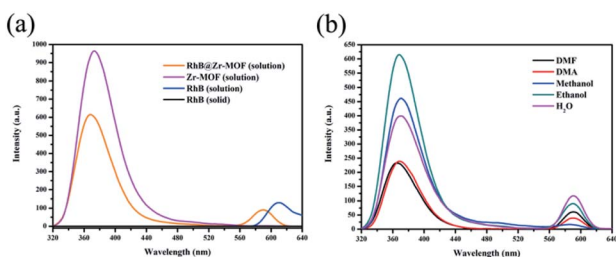 (a)
1000
900
800
700
600
500
400
300
200
100
0
Intensity (a.u.)
RhB@Zr-MOF (solution)
Zr-MOF (solution)
RhB (solution)
RhB (solid)
320 360 400 440 480 520 560 600 640
Wavelength (nm)
(b)
650
600
550
500
450
400
350
300
250
200
150
100
50
0
Intensity (a.u.)
DMF
DMA
Methanol
Ethanol
H₂O
320 360 400 440 480 520 560 600 640
Wavelength (nm)